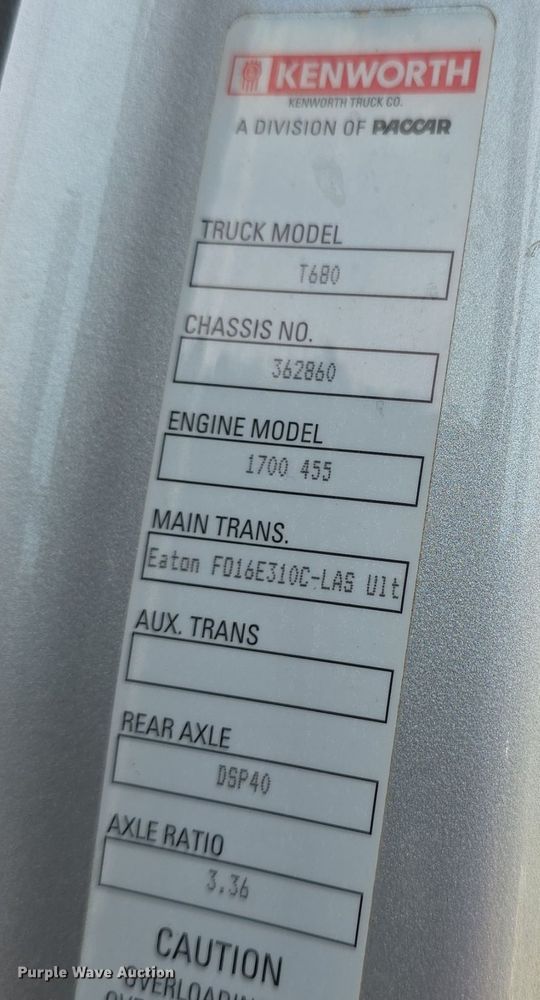 KENWORTH
KENWORTH TRUCK CO.
A DIVISION OF PACCAR
TRUCK MODEL
T680
CHASSIS NO.
362860
ENGINE MODEL
1700 455
MAIN TRANS.
Eaton FO16E310C-LAS Ult
AUX. TRANS
REAR AXLE
DSP40
AXLE RATIO
3.36
CAUTION
OVERLOADING
Purple Wave Auction